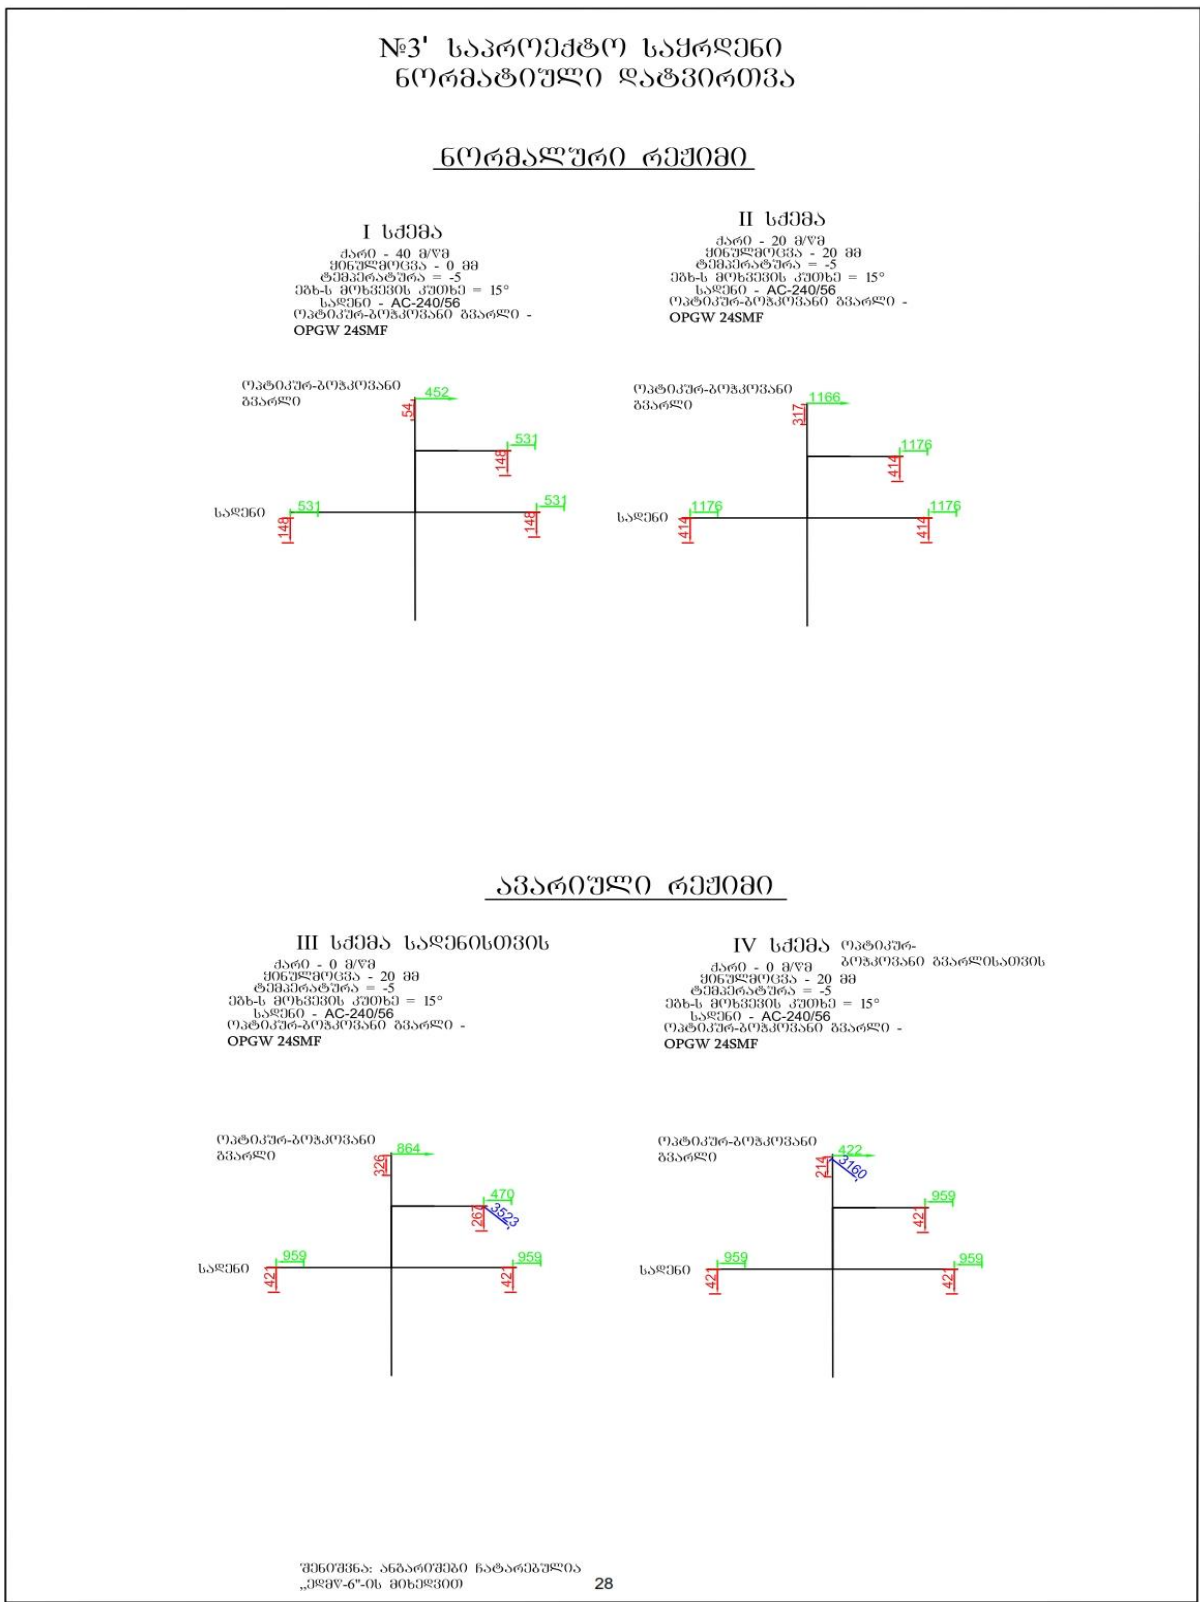 №3' საპროექტო საყრდენი
ნორმატიული დატვირთვა
ნორმალური რეჟიმი
I სქემა
ქარი - 40 მ/წმ
ყინულმოცვა - 0 მმ
ტემპერატურა = -5
ეგხ-ს მოხვევის კუთხე = 15°
სადენი - AC-240/56
ოპტიკურ-ბოჭკოვანი გვარლი -
OPGW 24SMF
II სქემა
ქარი - 20 მ/წმ
ყინულმოცვა - 20 მმ
ტემპერატურა = -5
ეგხ-ს მოხვევის კუთხე = 15°
სადენი - AC-240/56
ოპტიკურ-ბოჭკოვანი გვარლი -
OPGW 24SMF
ოპტიკურ-ბოჭკოვანი
გვარლი
452
54
531
148
სადენი
531
148
531
148
ოპტიკურ-ბოჭკოვანი
გვარლი
1166
317
1176
414
სადენი
1176
414
1176
414
ავარიული რეჟიმი
III სქემა სადენისთვის
ქარი - 0 მ/წმ
ყინულმოცვა - 20 მმ
ტემპერატურა = -5
ეგხ-ს მოხვევის კუთხე = 15°
სადენი - AC-240/56
ოპტიკურ-ბოჭკოვანი გვარლი -
OPGW 24SMF
IV სქემა ოპტიკურ-
ბოჭკოვანი გვარლისათვის
ქარი - 0 მ/წმ
ყინულმოცვა - 20 მმ
ტემპერატურა = -5
ეგხ-ს მოხვევის კუთხე = 15°
სადენი - AC-240/56
ოპტიკურ-ბოჭკოვანი გვარლი -
OPGW 24SMF
ოპტიკურ-ბოჭკოვანი
გვარლი
864
326
470
267
3523
სადენი
959
421
959
421
ოპტიკურ-ბოჭკოვანი
გვარლი
422
214
3160
959
421
სადენი
959
421
959
421
შენიშვნა: ანგარიშები ჩატარებულია
„ედმწ-6"-ის მიხედვით
28